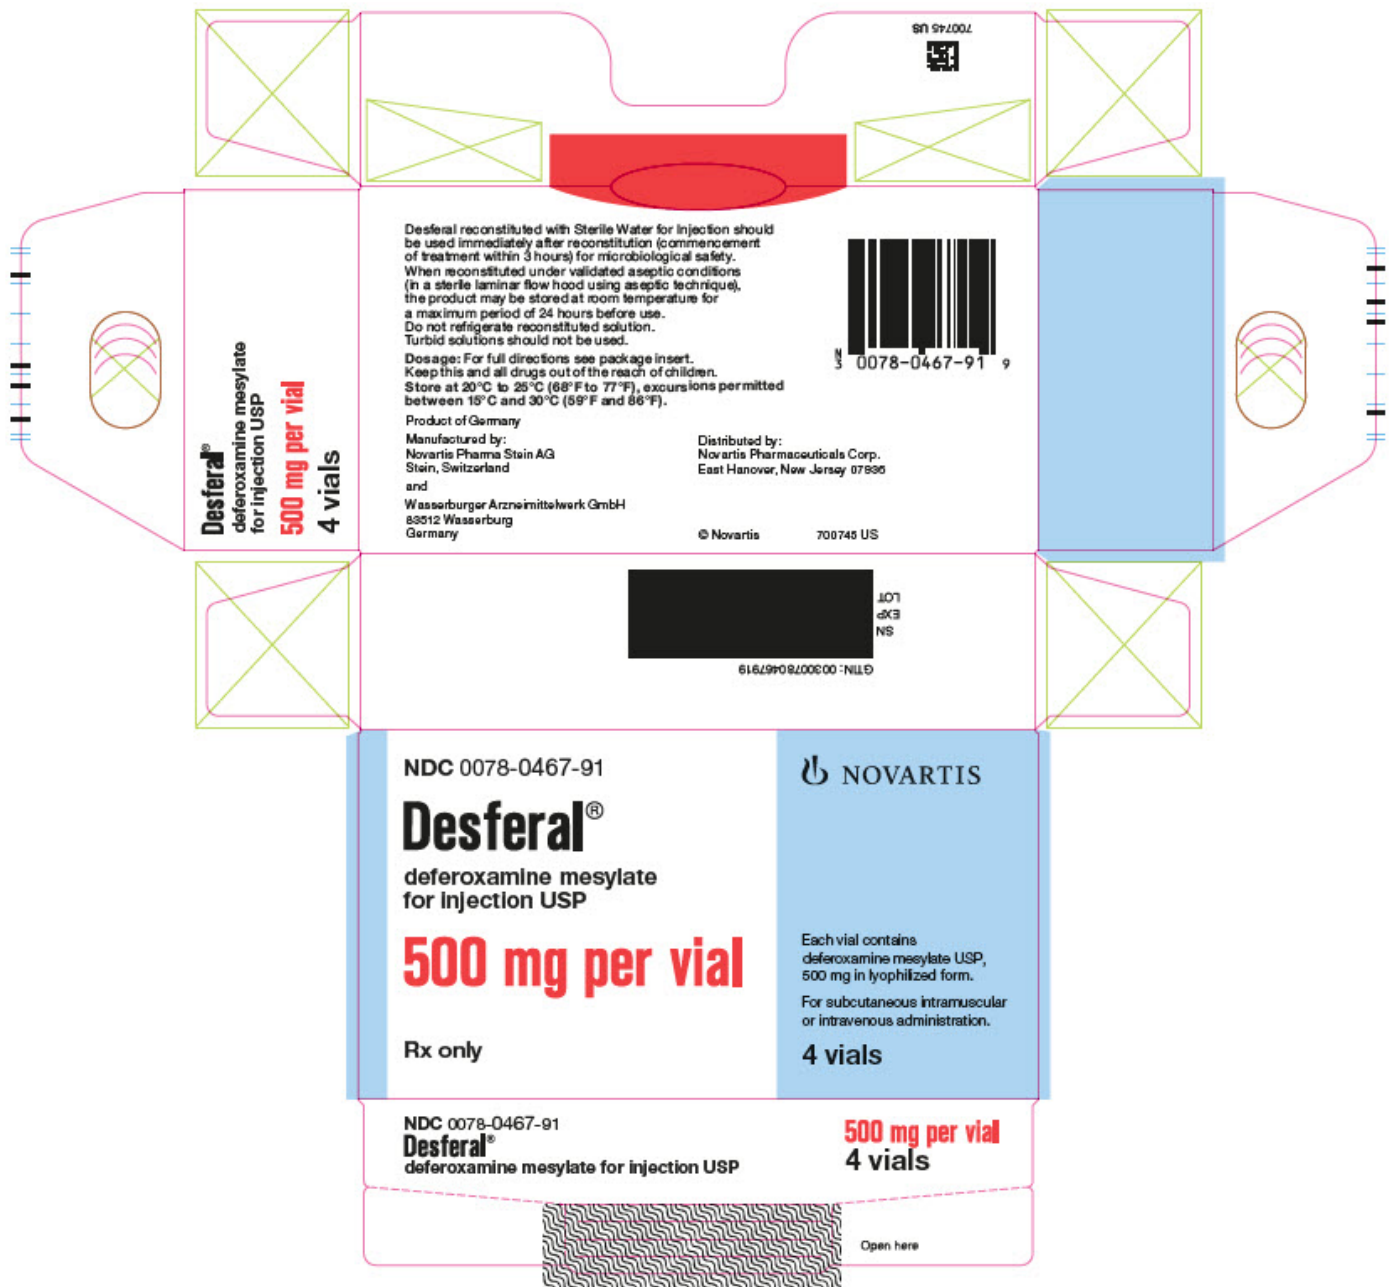 700745 US
Desferal reconstituted with Sterile Water for Injection should
be used immediately after reconstitution (commencement
of treatment within 3 hours) for microbiological safety.
When reconstituted under validated aseptic conditions
(in a sterile laminar flow hood using aseptic technique),
the product may be stored at room temperature for
a maximum period of 24 hours before use.
Do not refrigerate reconstituted solution.
Turbid solutions should not be used.
Dosage: For full directions see package insert.
Keep this and all drugs out of the reach of children.
Store at 20°C to 25°C (68°F to 77°F), excursions permitted
between 15°C and 30°C (59°F and 86°F).
Product of Germany
Manufactured by:
Novartis Pharma Stein AG
Stein, Switzerland
and
Wasserburger Arzneimittelwerk GmbH
83512 Wasserburg
Germany
Distributed by:
Novartis Pharmaceuticals Corp.
East Hanover, New Jersey 07936
© Novartis 700745 US
N
3 0078-0467-91 9
Desferal®
deferoxamine mesylate
for injection USP
500 mg per vial
4 vials
LOT
EXP
SN
GTIN: 00300780467919
NDC 0078-0467-91
Desferal®
deferoxamine mesylate
for injection USP
500 mg per vial
Rx only
NOVARTIS
Each vial contains
deferoxamine mesylate USP,
500 mg in lyophilized form.
For subcutaneous intramuscular
or intravenous administration.
4 vials
NDC 0078-0467-91
Desferal®
deferoxamine mesylate for injection USP
500 mg per vial
4 vials
Open here